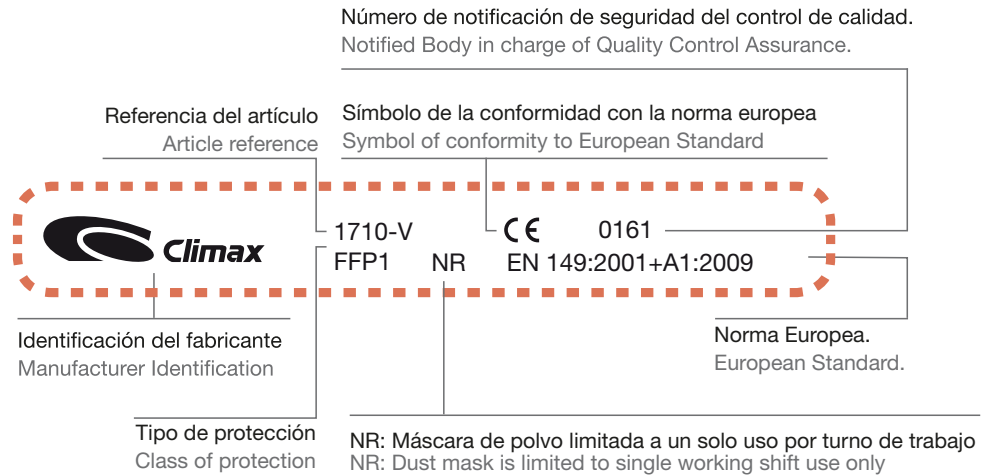 Número de notificación de seguridad del control de calidad.
Notified Body in charge of Quality Control Assurance.
Referencia del artículo
Article reference
Símbolo de la conformidad con la norma europea
Symbol of conformity to European Standard
Climax
1710-V
CE 0161
FFP1 NR EN 149:2001+A1:2009
Identificación del fabricante
Manufacturer Identification
Norma Europea.
European Standard.
Tipo de protección
Class of protection
NR: Máscara de polvo limitada a un solo uso por turno de trabajo
NR: Dust mask is limited to single working shift use only